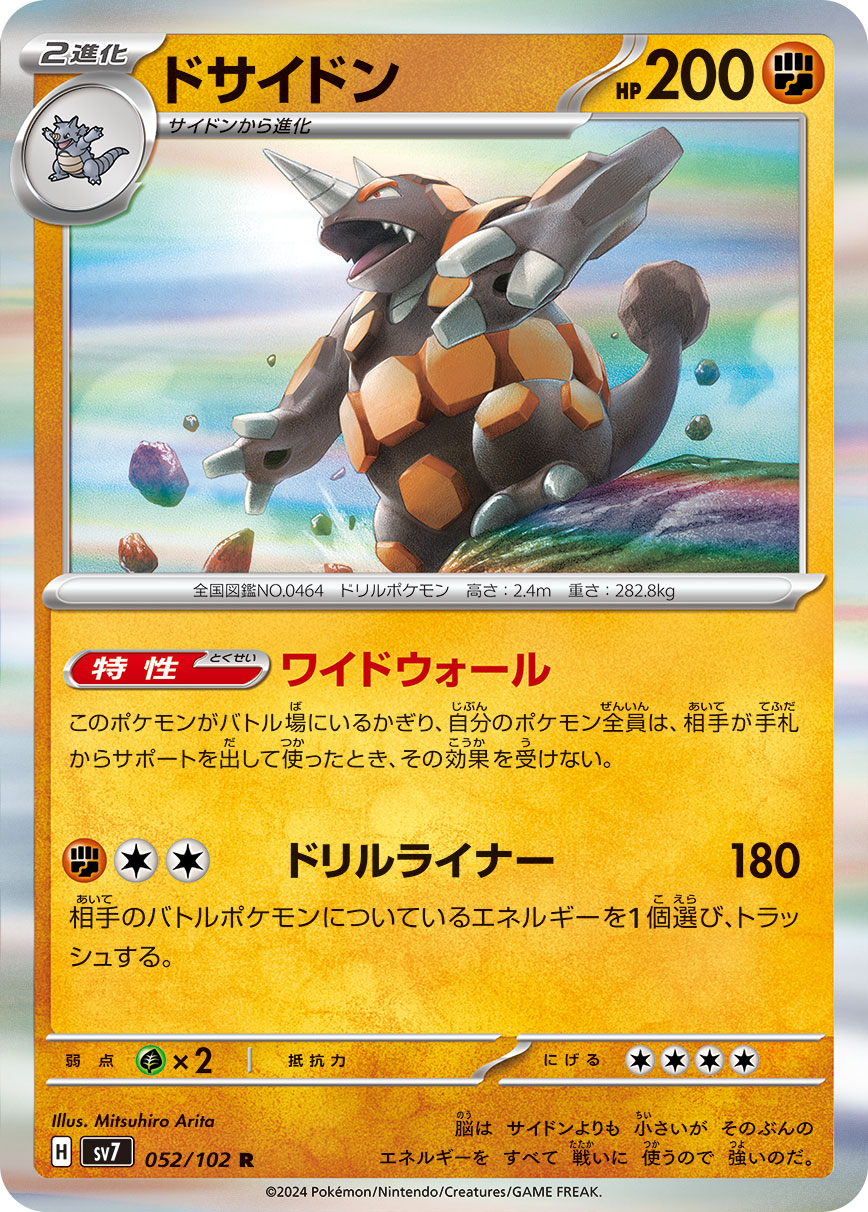 2進化
ドサイドン
HP 200
サイドンから進化
全国図鑑NO.0464 ドリルポケモン 高さ:2.4m 重さ:282.8kg
特性 とくせい ワイドウォール
このポケモンがバトル場にいるかぎり、自分のポケモン全員は、相手が手札
からサポートを出して使ったとき、その効果を受けない。
ドリルライナー 180
相手のバトルポケモンについているエネルギーを1個選び、トラッ
シュする。
弱点 ×2 抵抗力 にげる
Illus. Mitsuhiro Arita
脳は サイドンよりも 小さいが そのぶんの
エネルギーを すべて 戦いに 使うので 強いのだ。
H sv7 052/102 R
©2024 Pokémon/Nintendo/Creatures/GAME FREAK.